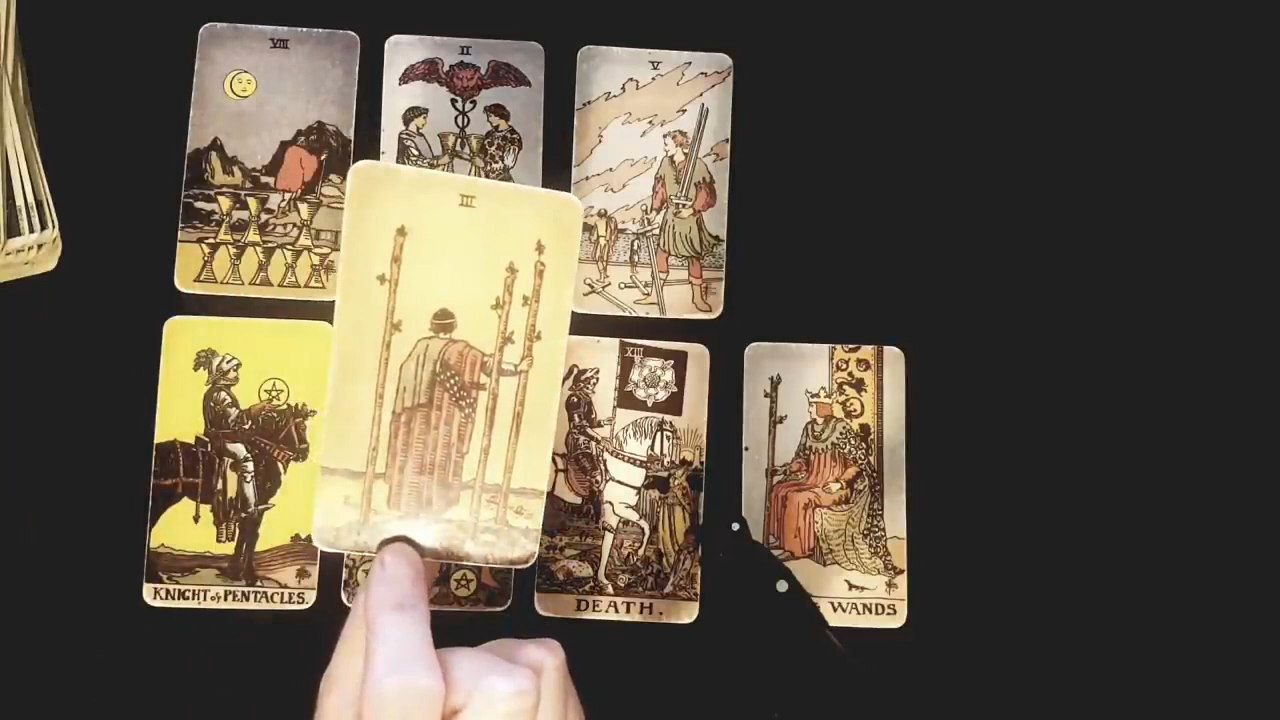 VIII
II
V
III
XIII
KNIGHT of PENTACLES.
DEATH.
WANDS